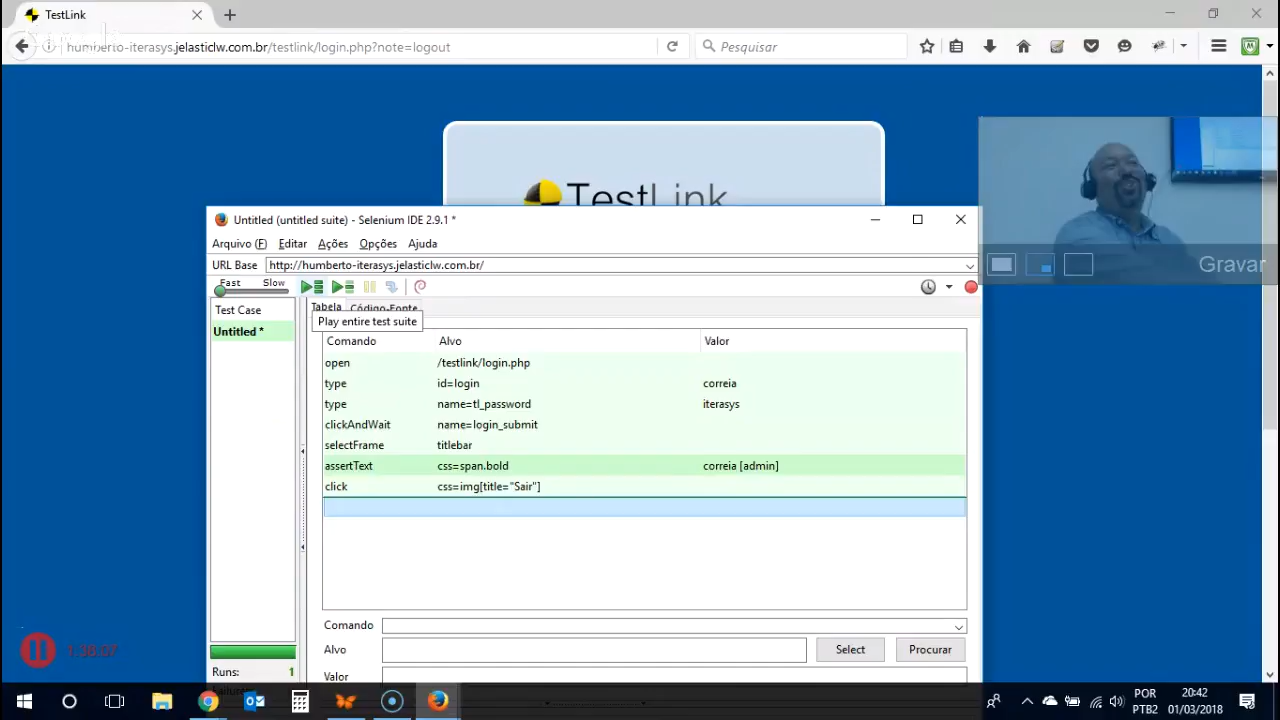 TestLink
humberto-iterasys.jelasticlw.com.br/testlink/login.php?note=logout
Pesquisar
TestLink
Untitled (untitled suite) - Selenium IDE 2.9.1 *
Arquivo (F) Editar Ações Opções Ajuda
URL Base http://humberto-iterasys.jelasticlw.com.br/
Gravar
Fast Slow
Test Case
Untitled *
Tabela Código-Fonte
Play entire test suite
Comando Alvo Valor
open /testlink/login.php
type id=login correia
type name=tl_password iterasys
clickAndWait name=login_submit
selectFrame titlebar
assertText css=span.bold correia [admin]
click css=img[title="Sair"]
Comando
Alvo Select Procurar
Valor
Runs: 1
1:38:07
POR
PTB2
20:42
01/03/2018